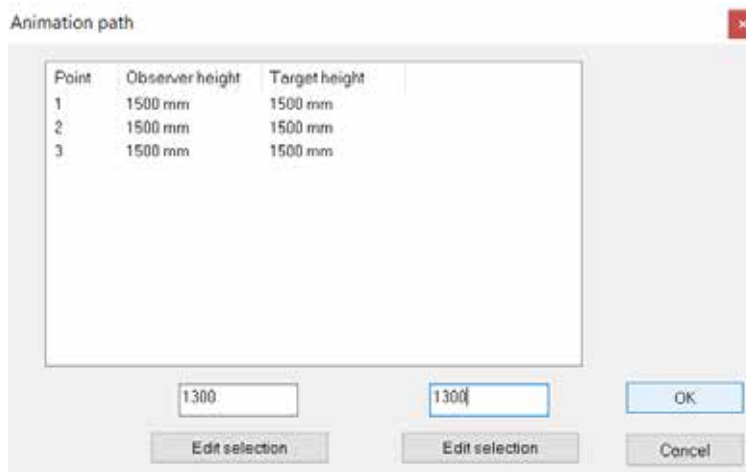 Animation path
Point Observer height Target height
1 1500 mm 1500 mm
2 1500 mm 1500 mm
3 1500 mm 1500 mm
1300 1300 OK
Edit selection Edit selection Cancel